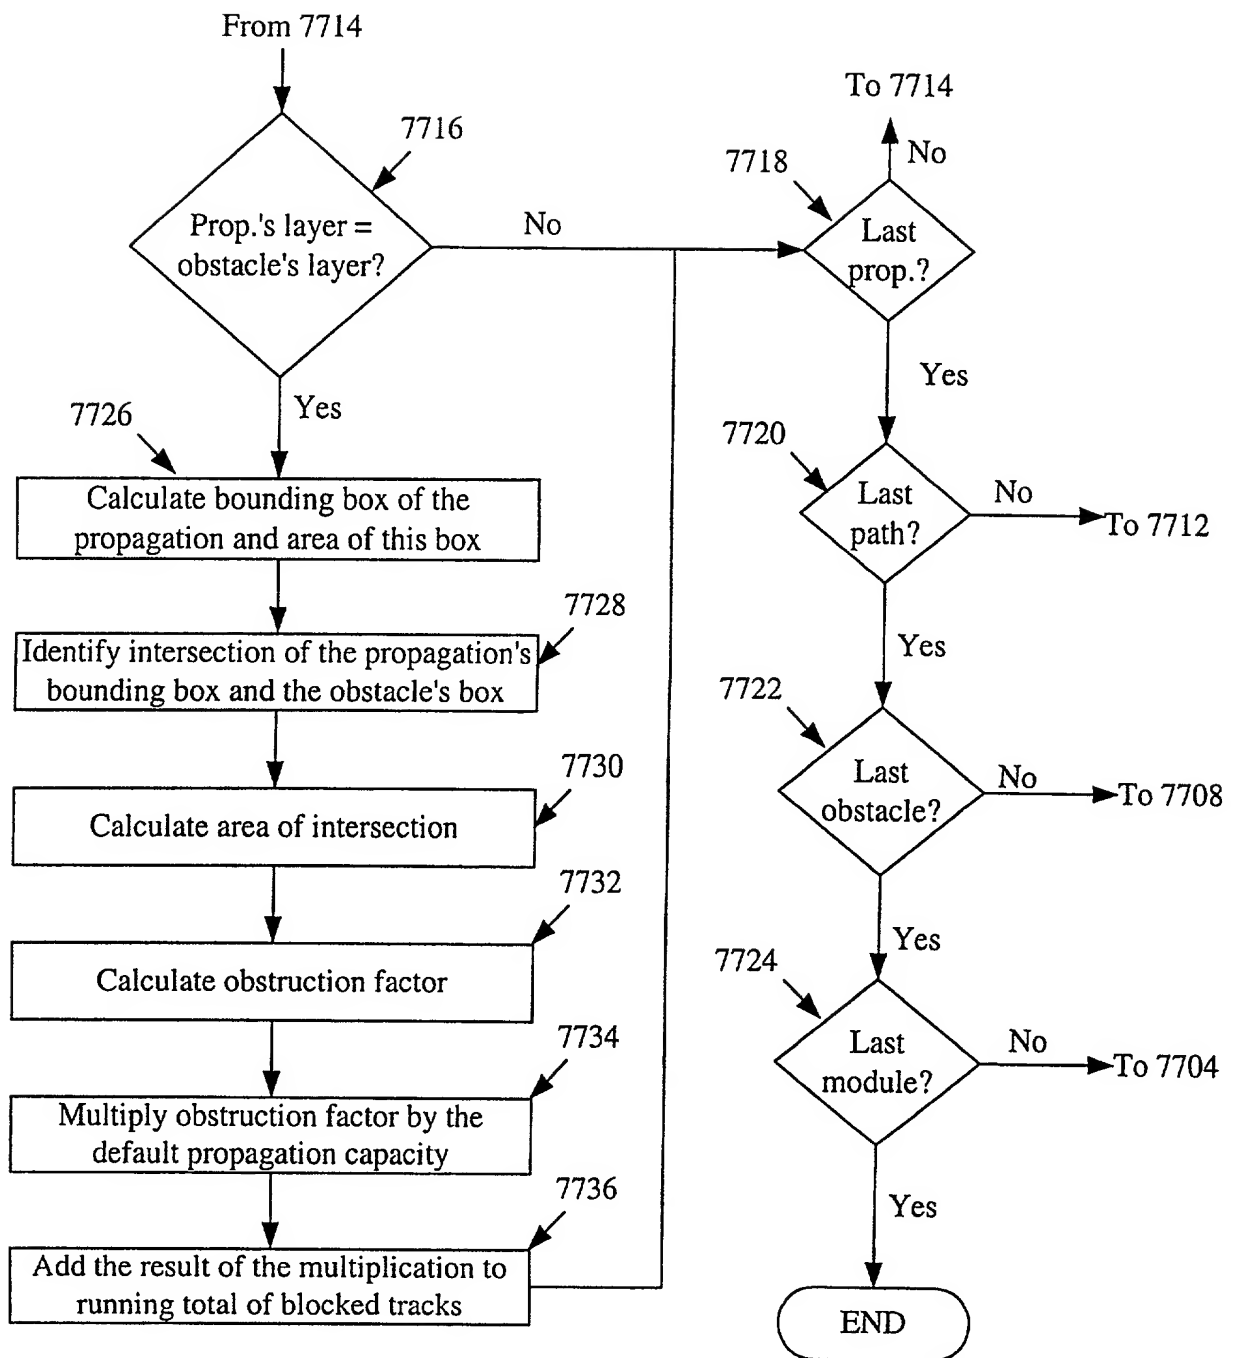 From 7714
7716
Prop.'s layer =
obstacle's layer?
No
Yes
7726
Calculate bounding box of the
propagation and area of this box
7728
Identify intersection of the propagation's
bounding box and the obstacle's box
7730
Calculate area of intersection
7732
Calculate obstruction factor
7734
Multiply obstruction factor by the
default propagation capacity
7736
Add the result of the multiplication to
running total of blocked tracks
To 7714
No
7718
Last
prop.?
Yes
7720
Last
path?
No
To 7712
Yes
7722
Last
obstacle?
No
To 7708
Yes
7724
Last
module?
No
To 7704
Yes
END